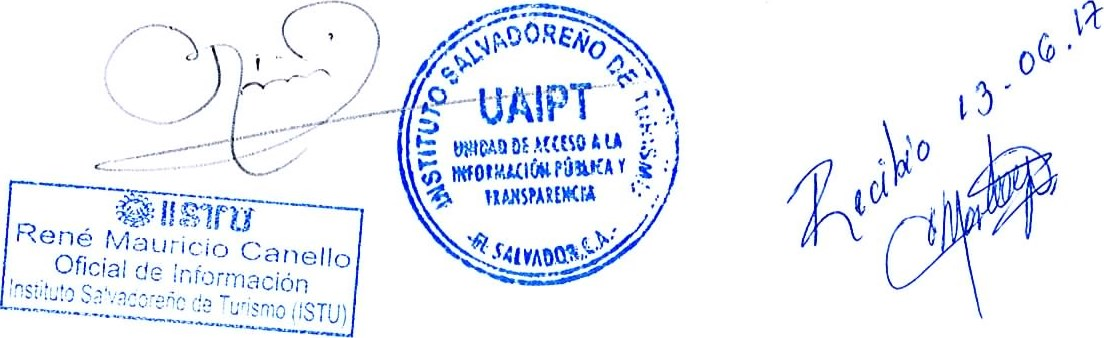 INSTITUTO SALVADOREÑO DE TURISMO
UAIPT
UNIDAD DE ACCESO A LA
INFORMACIÓN PÚBLICA Y
TRANSPARENCIA
-EL SALVADOR, C.A.-
ISTU
René Mauricio Canello
Oficial de Información
Instituto Salvadoreño de Turismo (ISTU)
Recibio 13-06.17